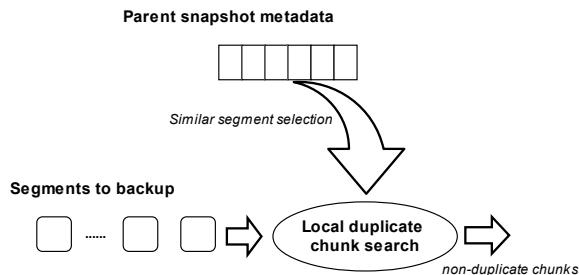 Parent snapshot metadata
Similar segment selection
Segments to backup
......
Local duplicate
chunk search
non-duplicate chunks